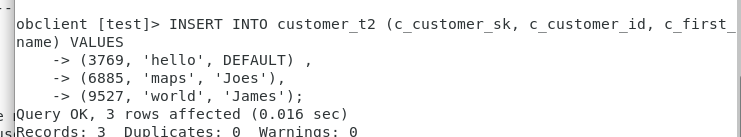 obclient [test]> INSERT INTO customer_t2 (c_customer_sk, c_customer_id, c_first_
name) VALUES
    -> (3769, 'hello', DEFAULT) ,
    -> (6885, 'maps', 'Joes'),
    -> (9527, 'world', 'James');
Query OK, 3 rows affected (0.016 sec)
Records: 3  Duplicates: 0  Warnings: 0